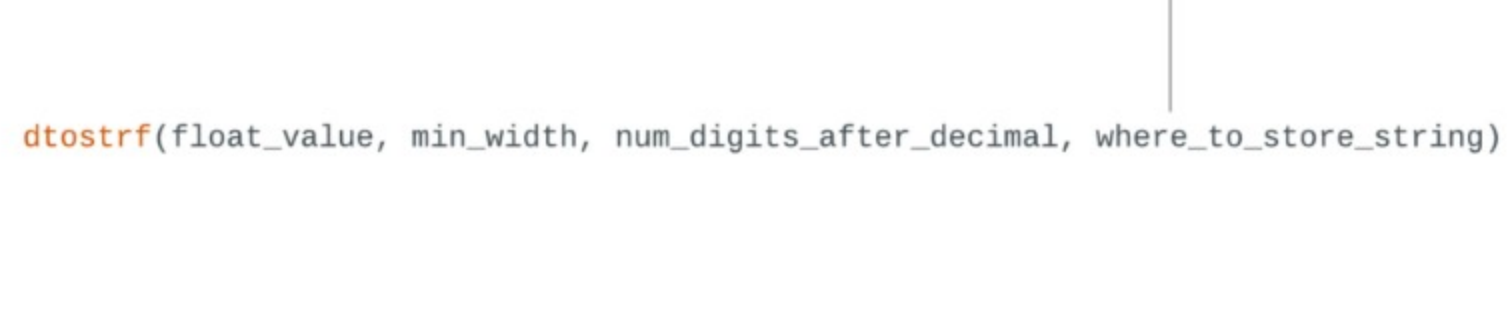 dtostrf(float_value, min_width, num_digits_after_decimal, where_to_store_string)